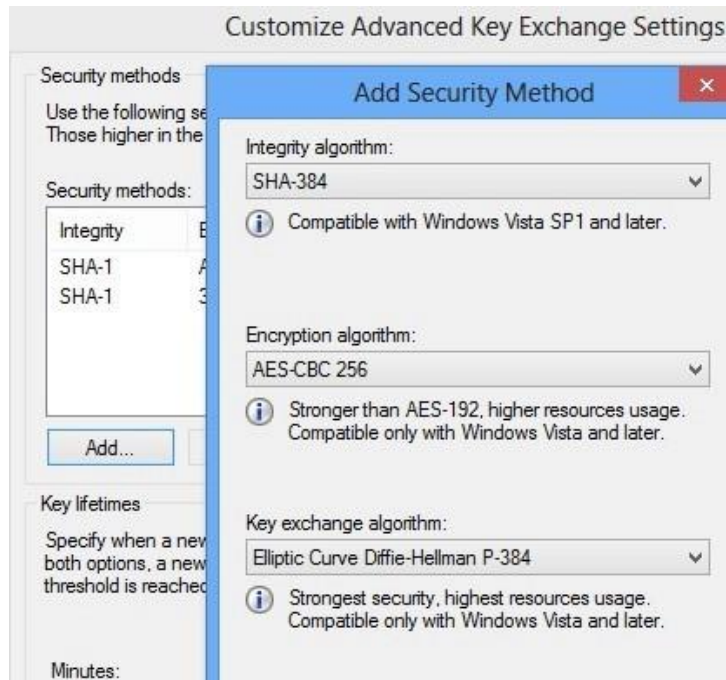 Customize Advanced Key Exchange Settings
Security methods
Use the following se
Those higher in the
Security methods:
Integrity
SHA-1
SHA-1
Add...
Key lifetimes
Specify when a new
both options, a new
threshold is reached
Minutes:
Add Security Method
Integrity algorithm:
SHA-384
Compatible with Windows Vista SP1 and later.
Encryption algorithm:
AES-CBC 256
Stronger than AES-192, higher resources usage.
Compatible only with Windows Vista and later.
Key exchange algorithm:
Elliptic Curve Diffie-Hellman P-384
Strongest security, highest resources usage.
Compatible only with Windows Vista and later.